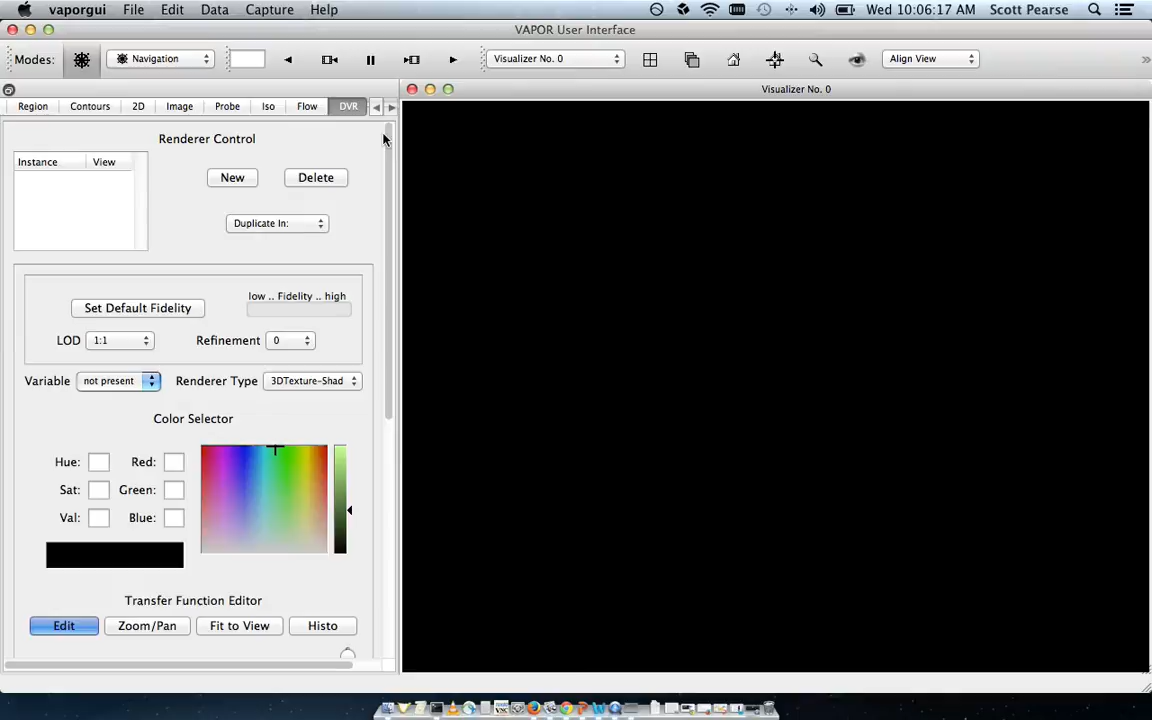 vaporgui File Edit Data Capture Help Wed 10:06:17 AM Scott Pearse
VAPOR User Interface
Modes: Navigation Visualizer No. 0 Align View »
Visualizer No. 0
Region Contours 2D Image Probe Iso Flow DVR
Renderer Control
Instance View
New Delete
Duplicate In:
low .. Fidelity .. high
Set Default Fidelity
LOD 1:1 Refinement 0
Variable not present Renderer Type 3DTexture-Shad
Color Selector
Hue: Red:
Sat: Green:
Val: Blue:
Transfer Function Editor
Edit Zoom/Pan Fit to View Histo